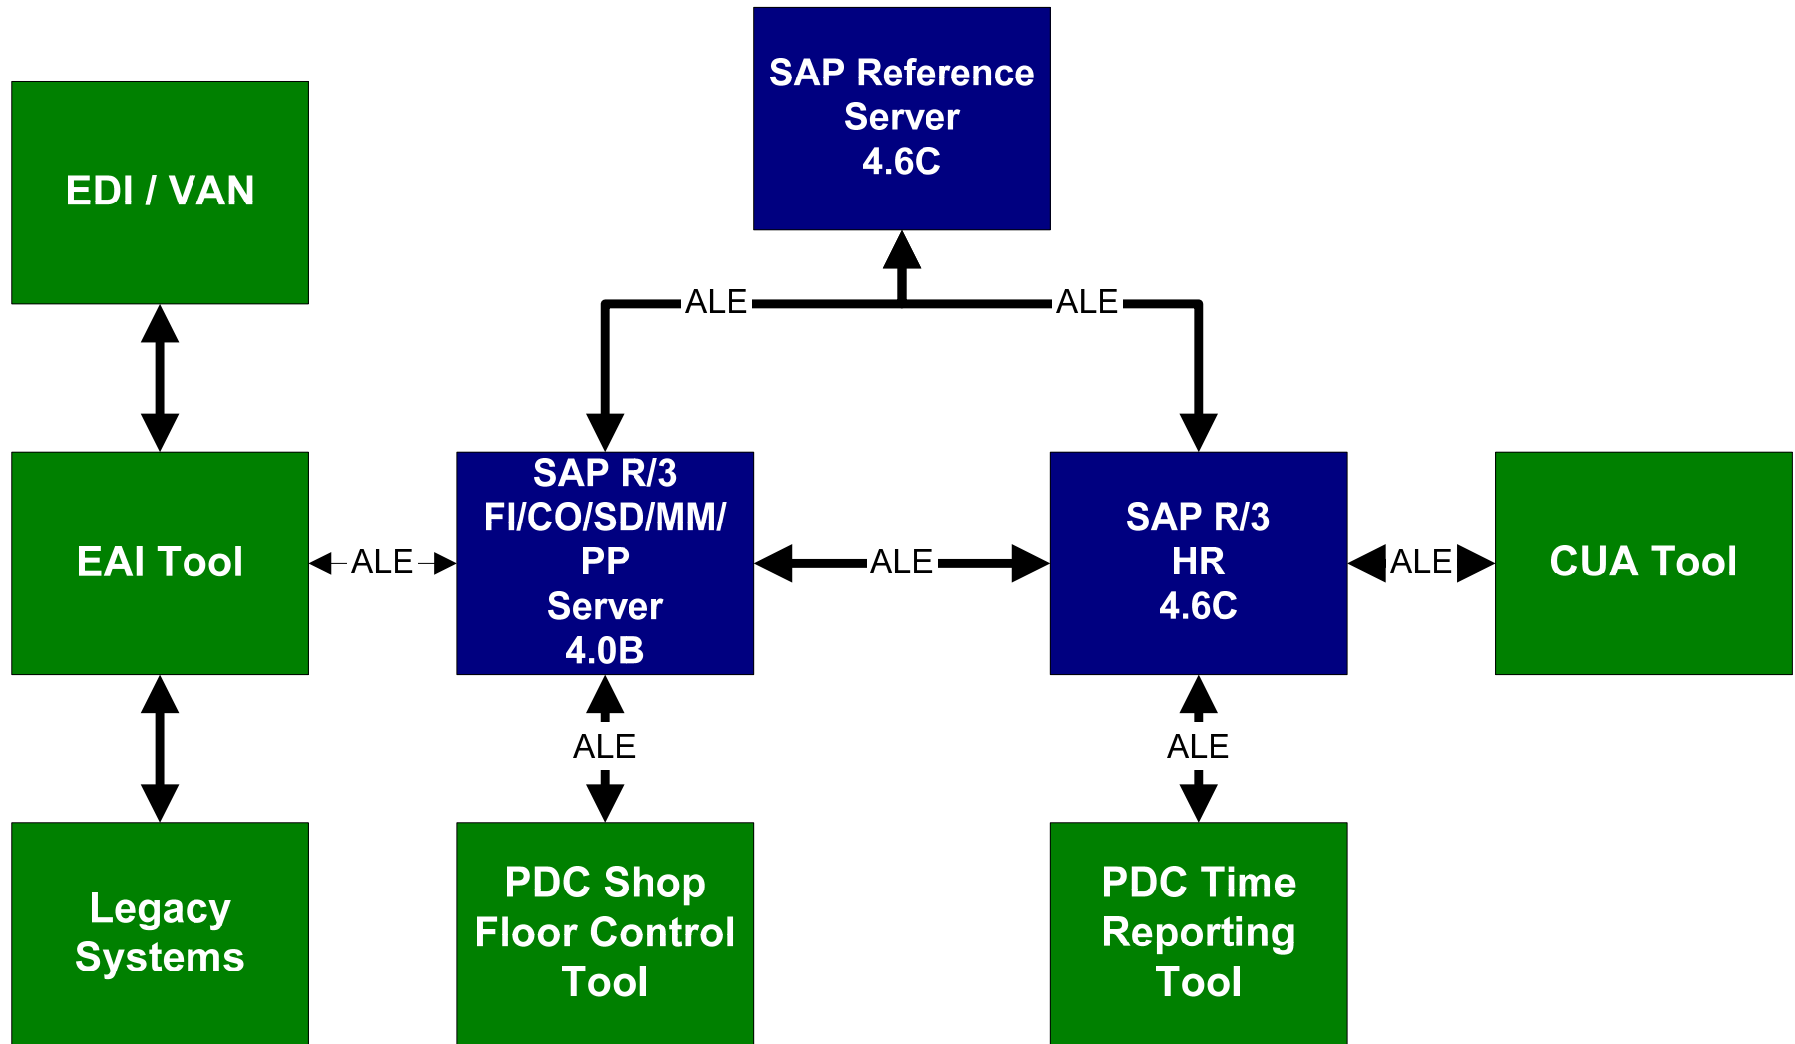 SAP Reference
Server
4.6C
EDI / VAN
ALE
ALE
EAI Tool
ALE
SAP R/3
FI/CO/SD/MM/
PP
Server
4.0B
ALE
SAP R/3
HR
4.6C
ALE
CUA Tool
ALE
ALE
Legacy
Systems
PDC Shop
Floor Control
Tool
PDC Time
Reporting
Tool